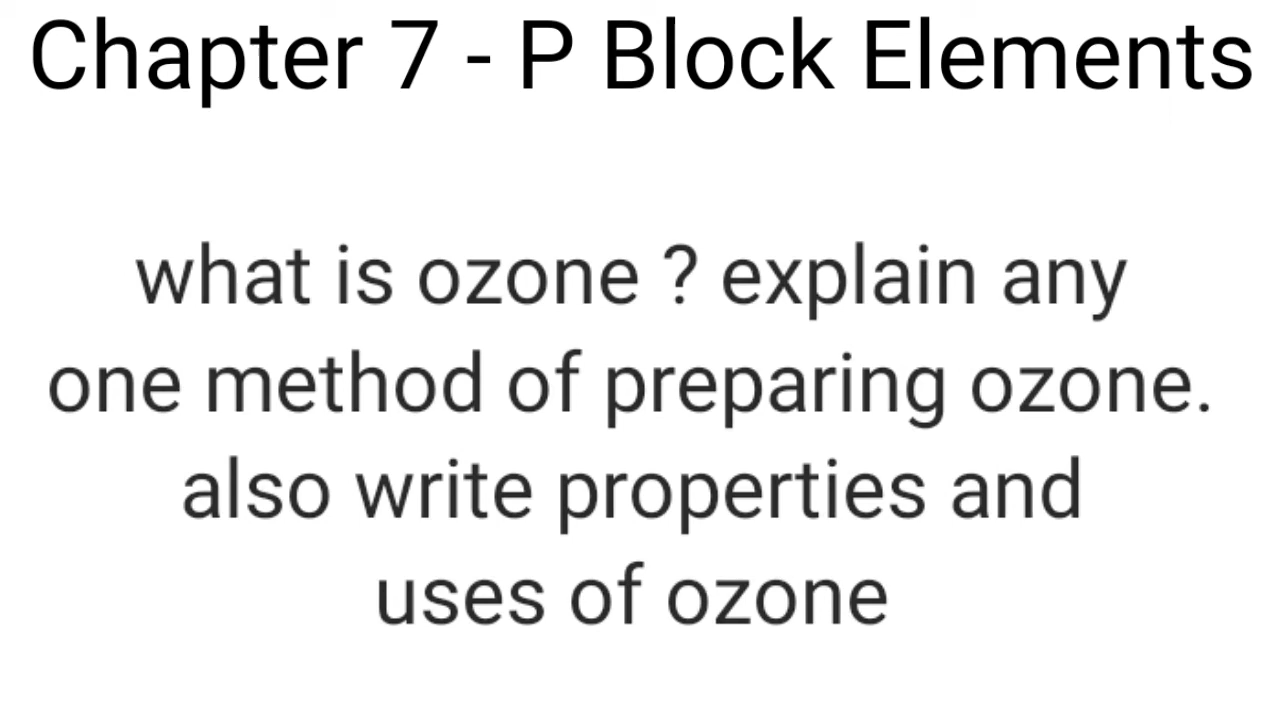 Chapter 7 - P Block Elements
what is ozone ? explain any
one method of preparing ozone.
also write properties and
uses of ozone